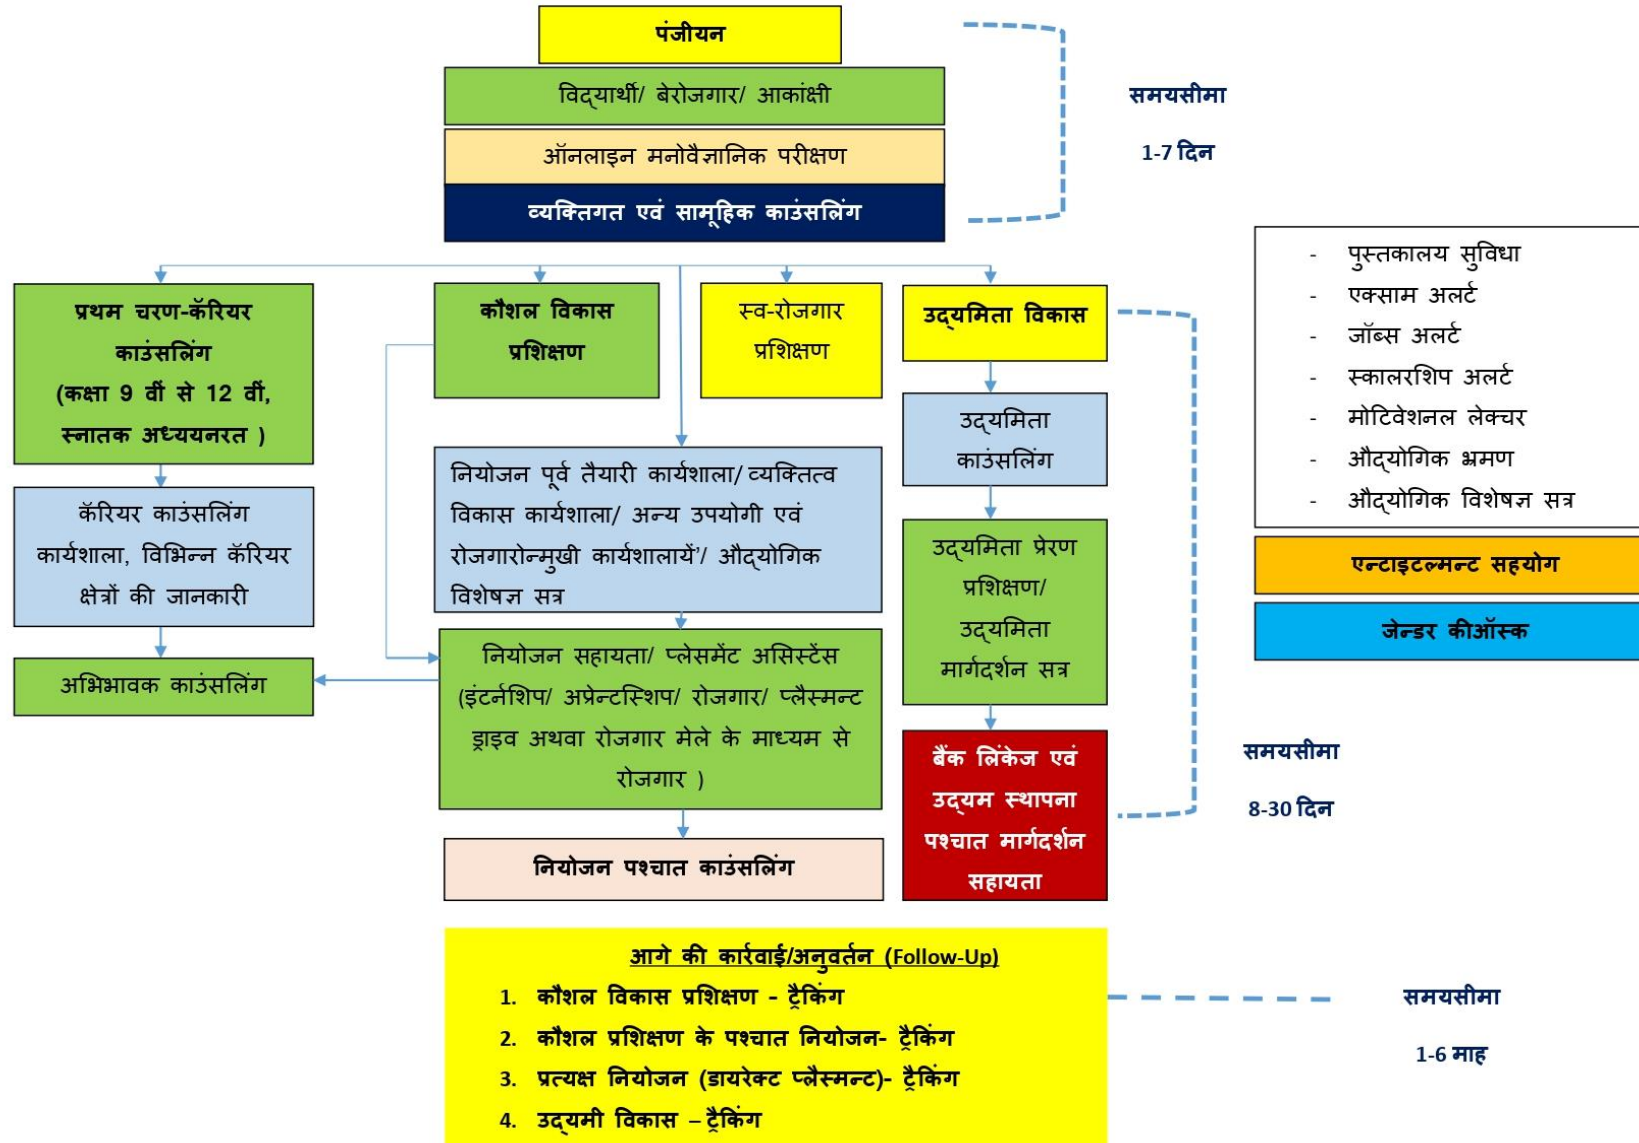 पंजीयन
विद्यार्थी/ बेरोजगार/ आकांक्षी
ऑनलाइन मनोवैज्ञानिक परीक्षण
व्यक्तिगत एवं सामूहिक काउंसलिंग
समयसीमा
1-7 दिन
प्रथम चरण-कॅरियर
काउंसलिंग
(कक्षा 9 वीं से 12 वीं,
स्नातक अध्ययनरत )
कॅरियर काउंसलिंग
कार्यशाला, विभिन्न कॅरियर
क्षेत्रों की जानकारी
अभिभावक काउंसलिंग
कौशल विकास
प्रशिक्षण
स्व-रोजगार
प्रशिक्षण
नियोजन पूर्व तैयारी कार्यशाला/ व्यक्तित्व
विकास कार्यशाला/ अन्य उपयोगी एवं
रोजगारोन्मुखी कार्यशालायें'/ औद्योगिक
विशेषज्ञ सत्र
नियोजन सहायता/ प्लेसमेंट असिस्टेंस
(इंटर्नशिप/ अप्रेन्टस्शिप/ रोजगार/ प्लैस्मन्ट
ड्राइव अथवा रोजगार मेले के माध्यम से
रोजगार )
नियोजन पश्चात काउंसलिंग
उद्यमिता विकास
उद्यमिता
काउंसलिंग
उद्यमिता प्रेरण
प्रशिक्षण/
उद्यमिता
मार्गदर्शन सत्र
बैंक लिंकेज एवं
उद्यम स्थापना
पश्चात मार्गदर्शन
सहायता
- पुस्तकालय सुविधा
- एक्साम अलर्ट
- जॉब्स अलर्ट
- स्कालरशिप अलर्ट
- मोटिवेशनल लेक्चर
- औद्योगिक भ्रमण
- औद्योगिक विशेषज्ञ सत्र
एन्टाइटल्मन्ट सहयोग
जेन्डर कीऑस्क
समयसीमा
8-30 दिन
आगे की कार्रवाई/अनुवर्तन (Follow-Up)
1. कौशल विकास प्रशिक्षण - ट्रैकिंग
2. कौशल प्रशिक्षण के पश्चात नियोजन- ट्रैकिंग
3. प्रत्यक्ष नियोजन (डायरेक्ट प्लैस्मन्ट)- ट्रैकिंग
4. उद्यमी विकास – ट्रैकिंग
समयसीमा
1-6 माह